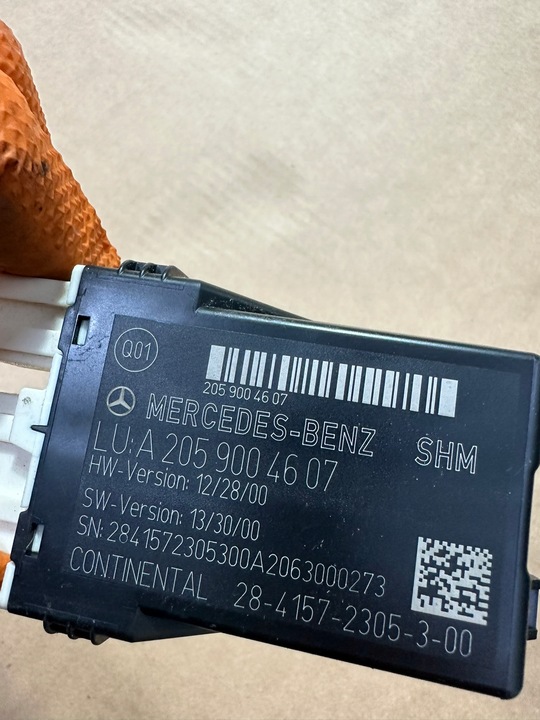 Q01
205 900 46 07
MERCEDES-BENZ SHM
LU: A 205 900 46 07
HW-Version: 12/28/00
SW-Version: 13/30/00
SN: 2841572305300A2063000273
CONTINENTAL 28-4157-2305-3-00